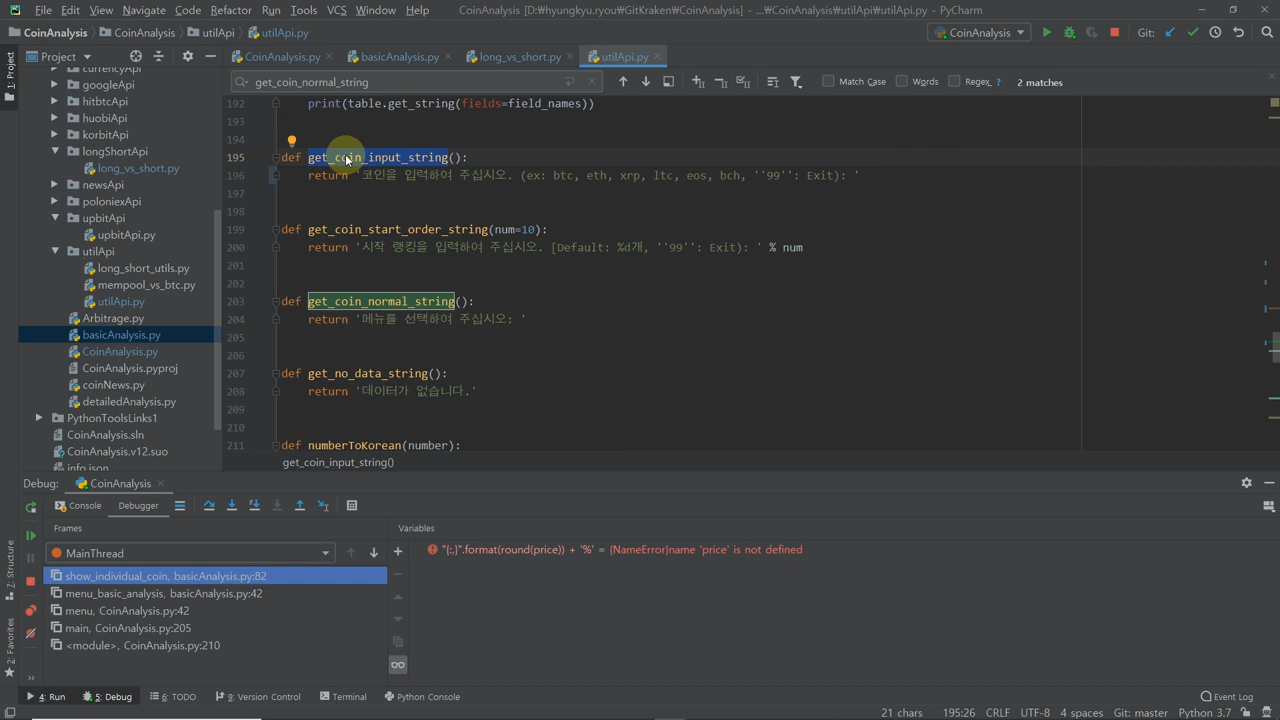 File Edit View Navigate Code Refactor Run Tools VCS Window Help CoinAnalysis [D:₩hyungkyu.ryou₩GitKraken₩CoinAnalysis] - ...₩CoinAnalysis₩utilApi₩utilApi.py - PyCharm
CoinAnalysis CoinAnalysis utilApi utilApi.py CoinAnalysis Git:
Project CoinAnalysis.py basicAnalysis.py long_vs_short.py utilApi.py
1: Project
currencyApi
googleApi
hitbtcApi
huobiApi
korbitApi
longShortApi
long_vs_short.py
newsApi
poloniexApi
upbitApi
upbitApi.py
utilApi
long_short_utils.py
mempool_vs_btc.py
utilApi.py
Arbitrage.py
basicAnalysis.py
CoinAnalysis.py
CoinAnalysis.pyproj
coinNews.py
detailedAnalysis.py
PythonToolsLinks1
CoinAnalysis.sln
CoinAnalysis.v12.suo
info.json
get_coin_normal_string Match Case Words Regex ? 2 matches
192 print(table.get_string(fields=field_names))
193
194
195 def get_coin_input_string():
196 return '코인을 입력하여 주십시오. (ex: btc, eth, xrp, ltc, eos, bch, ''99'': Exit): '
197
198
199 def get_coin_start_order_string(num=10):
200 return '시작 랭킹을 입력하여 주십시오. [Default: %d개, ''99'': Exit): ' % num
201
202
203 def get_coin_normal_string():
204 return '메뉴를 선택하여 주십시오: '
205
206
207 def get_no_data_string():
208 return '데이터가 없습니다.'
209
210
211 def numberToKorean(number):
get_coin_input_string()
Debug: CoinAnalysis
Console Debugger
Frames Variables
MainThread
show_individual_coin, basicAnalysis.py:82
menu_basic_analysis, basicAnalysis.py:42
menu, CoinAnalysis.py:42
main, CoinAnalysis.py:205
<module>, CoinAnalysis.py:210
"{:,}".format(round(price)) + '%' = {NameError}name 'price' is not defined
7: Structure
2: Favorites
4: Run 5: Debug 6: TODO 9: Version Control Terminal Python Console Event Log
21 chars 195:26 CRLF UTF-8 4 spaces Git: master Python 3.7